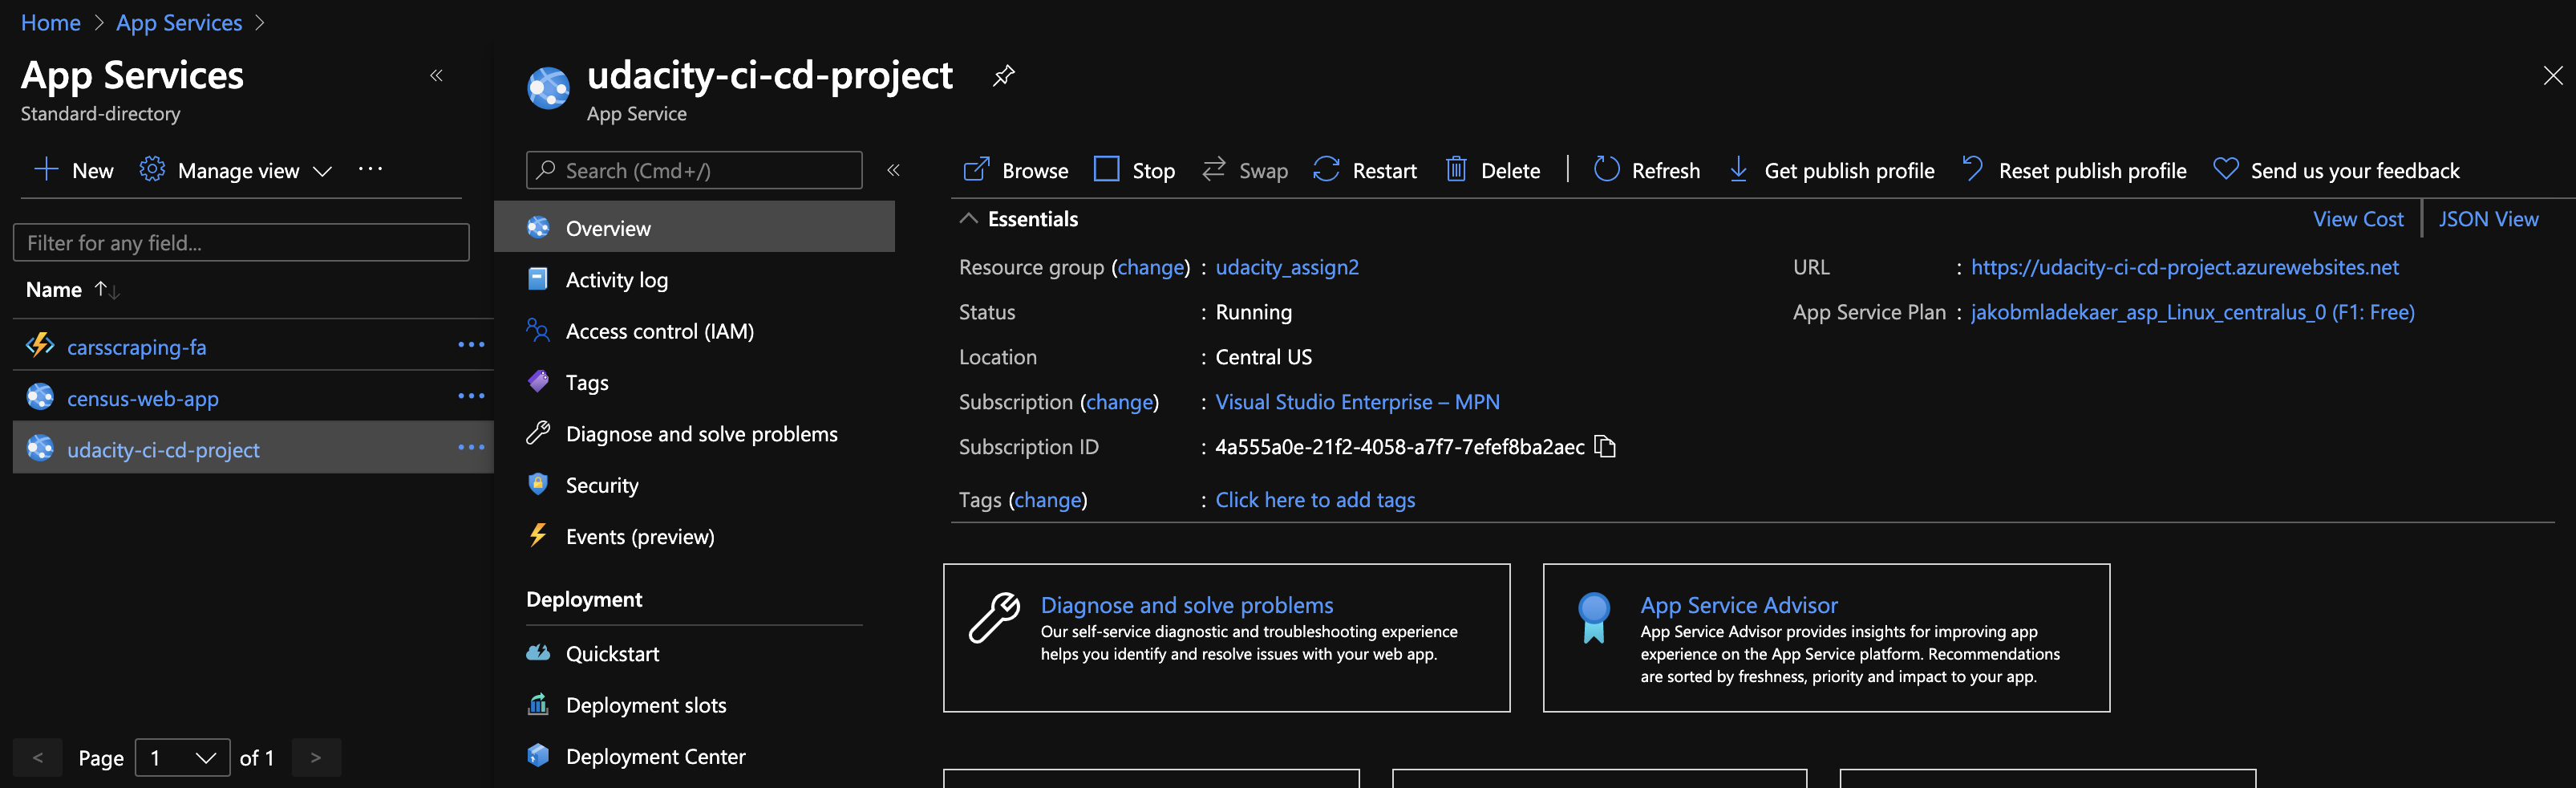 Home > App Services >
App Services
Standard-directory
New Manage view ...
Filter for any field...
Name
carsscraping-fa
census-web-app
udacity-ci-cd-project
< Page 1 of 1 >
udacity-ci-cd-project
App Service
Search (Cmd+/)
Overview
Activity log
Access control (IAM)
Tags
Diagnose and solve problems
Security
Events (preview)
Deployment
Quickstart
Deployment slots
Deployment Center
Browse Stop Swap Restart Delete Refresh Get publish profile Reset publish profile Send us your feedback
Essentials
View Cost JSON View
Resource group (change) : udacity_assign2
Status : Running
Location : Central US
Subscription (change) : Visual Studio Enterprise – MPN
Subscription ID : 4a555a0e-21f2-4058-a7f7-7efef8ba2aec
Tags (change) : Click here to add tags
URL : https://udacity-ci-cd-project.azurewebsites.net
App Service Plan : jakobmladekaer_asp_Linux_centralus_0 (F1: Free)
Diagnose and solve problems
Our self-service diagnostic and troubleshooting experience
helps you identify and resolve issues with your web app.
App Service Advisor
App Service Advisor provides insights for improving app
experience on the App Service platform. Recommendations
are sorted by freshness, priority and impact to your app.